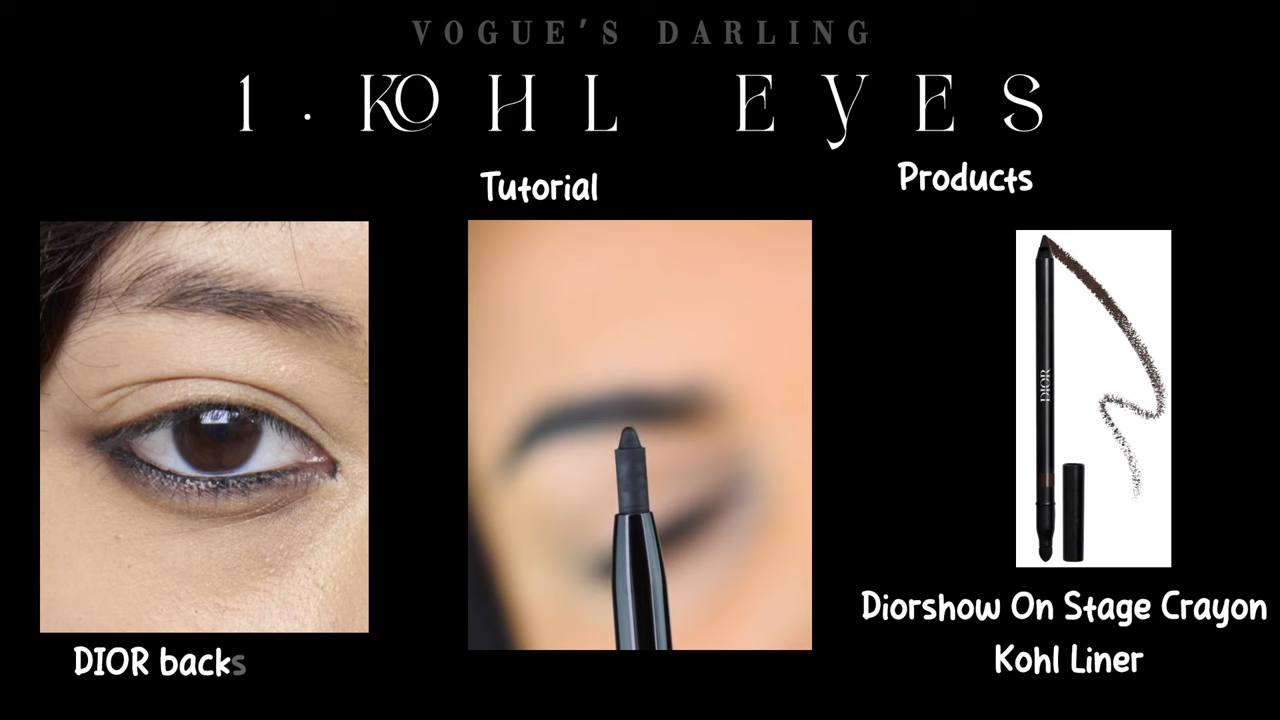 VOGUE'S DARLING
1. KOHL EYES
Tutorial
Products
DIOR
Diorshow On Stage Crayon
Kohl Liner
DIOR backs